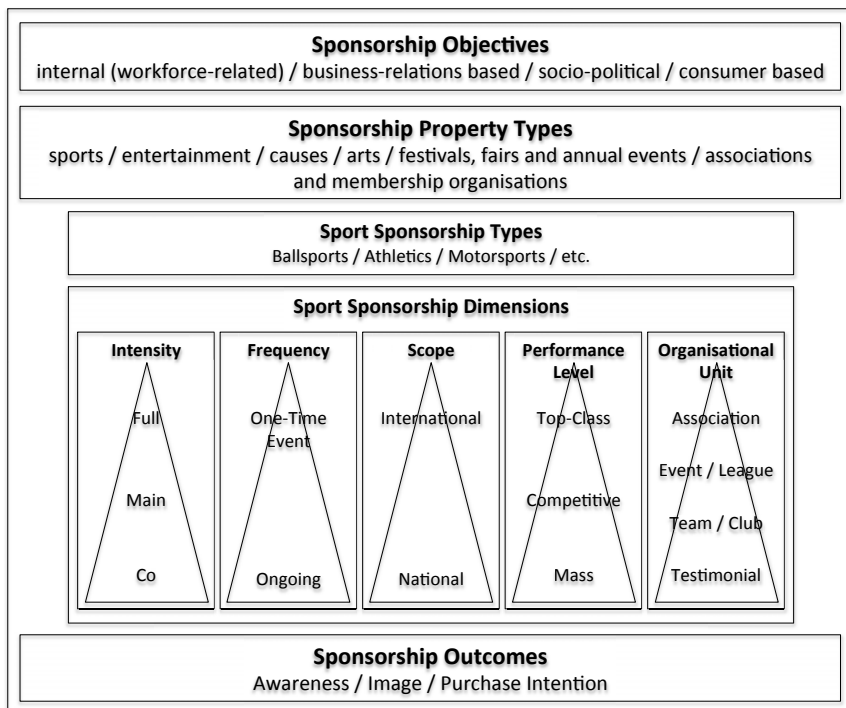 Sponsorship Objectives
internal (workforce-related) / business-relations based / socio-political / consumer based
Sponsorship Property Types
sports / entertainment / causes / arts / festivals, fairs and annual events / associations
and membership organisations
Sport Sponsorship Types
Ballsports / Athletics / Motorsports / etc.
Sport Sponsorship Dimensions
Intensity
Full
Main
Co
Frequency
One-Time
Event
Ongoing
Scope
International
National
Performance
Level
Top-Class
Competitive
Mass
Organisational
Unit
Association
Event / League
Team / Club
Testimonial
Sponsorship Outcomes
Awareness / Image / Purchase Intention